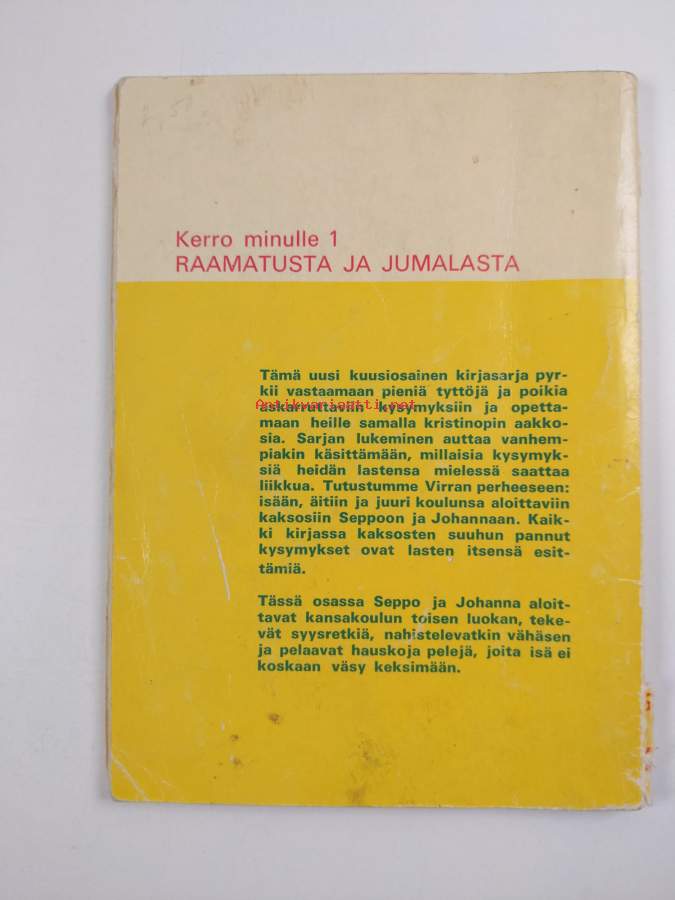 Kerro minulle 1
RAAMATUSTA JA JUMALASTA
Tämä uusi kuusiosainen kirjasarja pyr-
kii vastaamaan pieniä tyttöjä ja poikia
Antikvariaatti.net
askarruttaviin kysymyksiin ja opetta-
maan heille samalla kristinopin aakko-
sia. Sarjan lukeminen auttaa vanhem-
piakin käsittämään, millaisia kysymyk-
siä heidän lastensa mielessä saattaa
liikkua. Tutustumme Virran perheeseen:
isään, äitiin ja juuri koulunsa aloittaviin
kaksosiin Seppoon ja Johannaan. Kaik-
ki kirjassa kaksosten suuhun pannut
kysymykset ovat lasten itsensä esit-
tämiä.
Tässä osassa Seppo ja Johanna aloit-
tavat kansakoulun toisen luokan, teke-
vät syysretkiä, nahistelevatkin vähäsen
ja pelaavat hauskoja pelejä, joita isä ei
koskaan väsy keksimään.